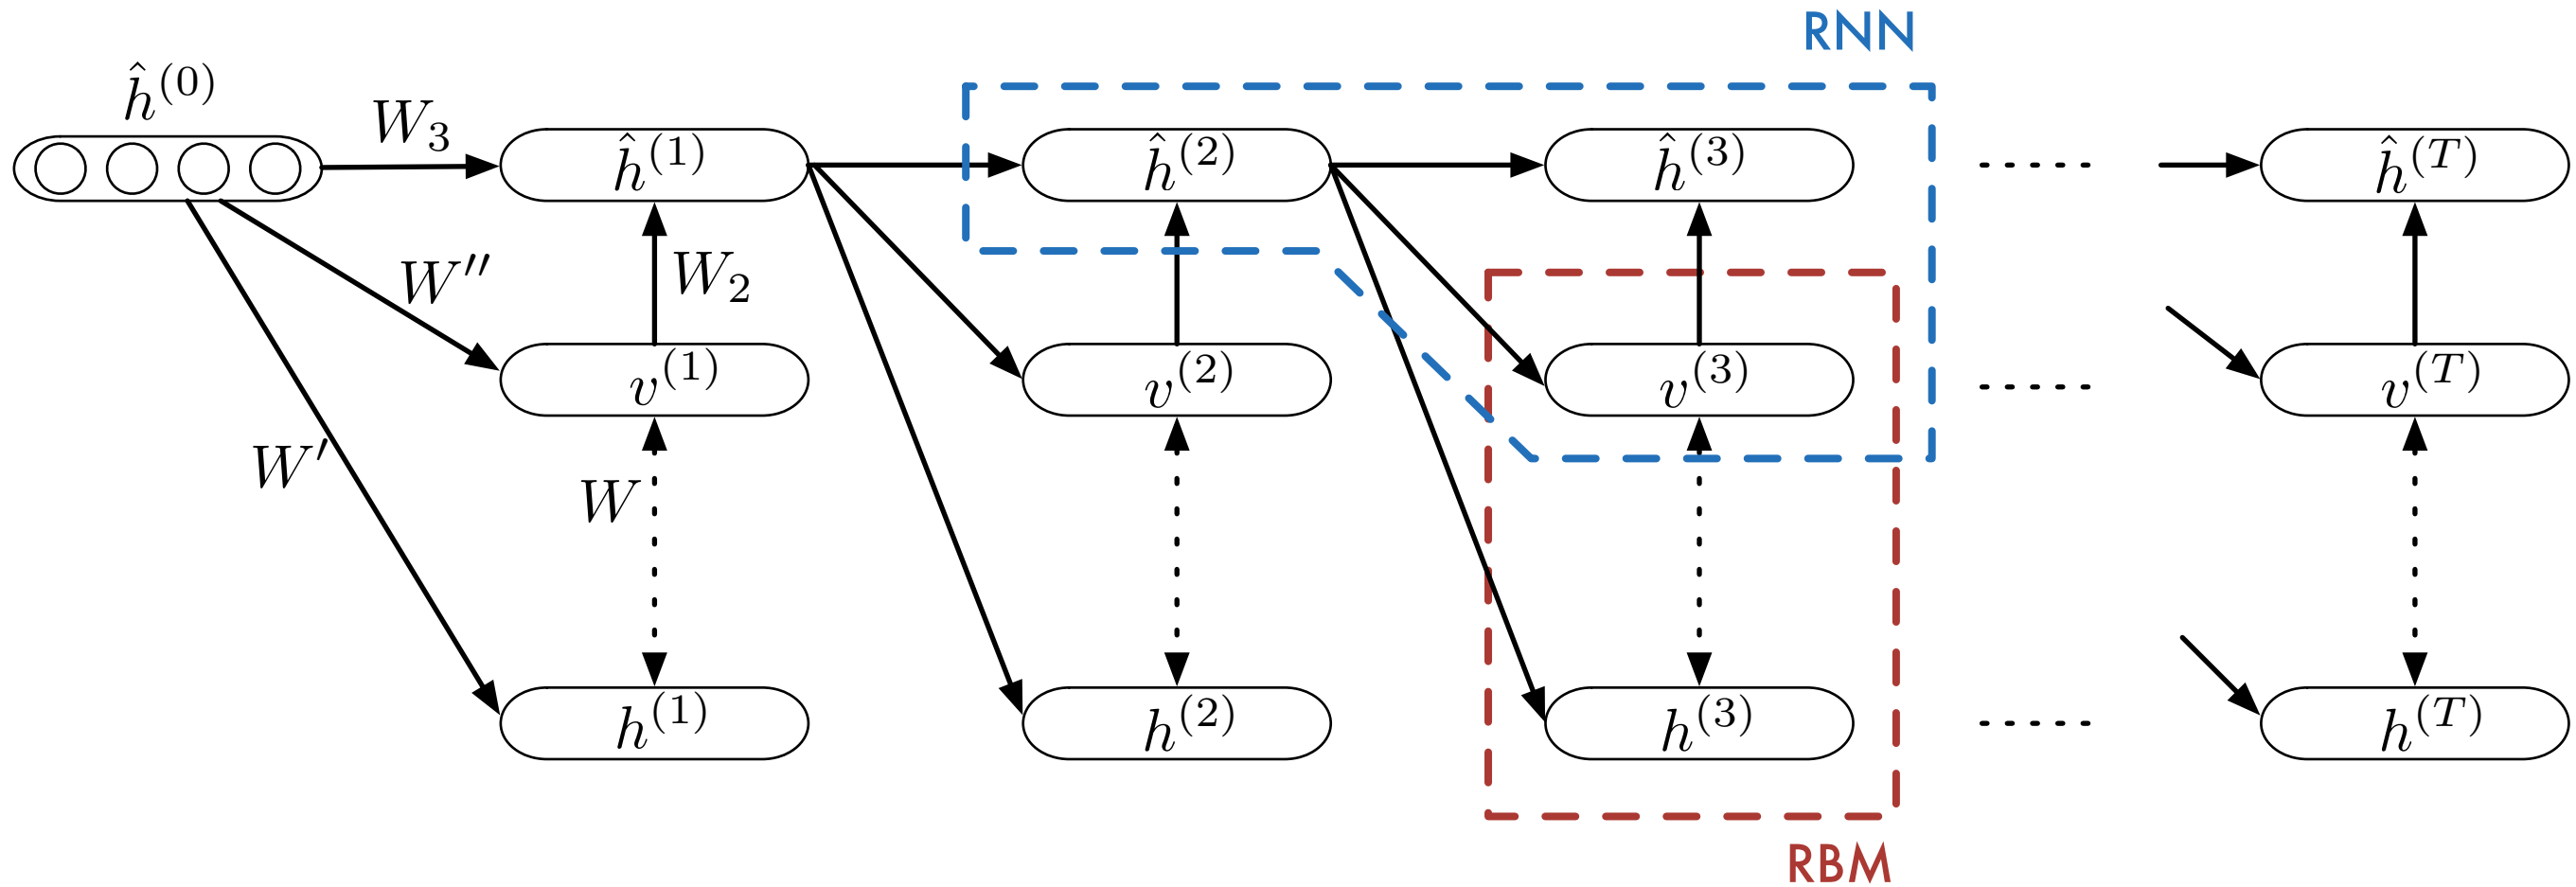 RNN
ĥ⁽⁰⁾
W₃
ĥ⁽¹⁾ ĥ⁽²⁾ ĥ⁽³⁾ ..... ĥ⁽ᵀ⁾
W″ W₂
v⁽¹⁾ v⁽²⁾ v⁽³⁾ ..... v⁽ᵀ⁾
W′ W
h⁽¹⁾ h⁽²⁾ h⁽³⁾ ..... h⁽ᵀ⁾
RBM